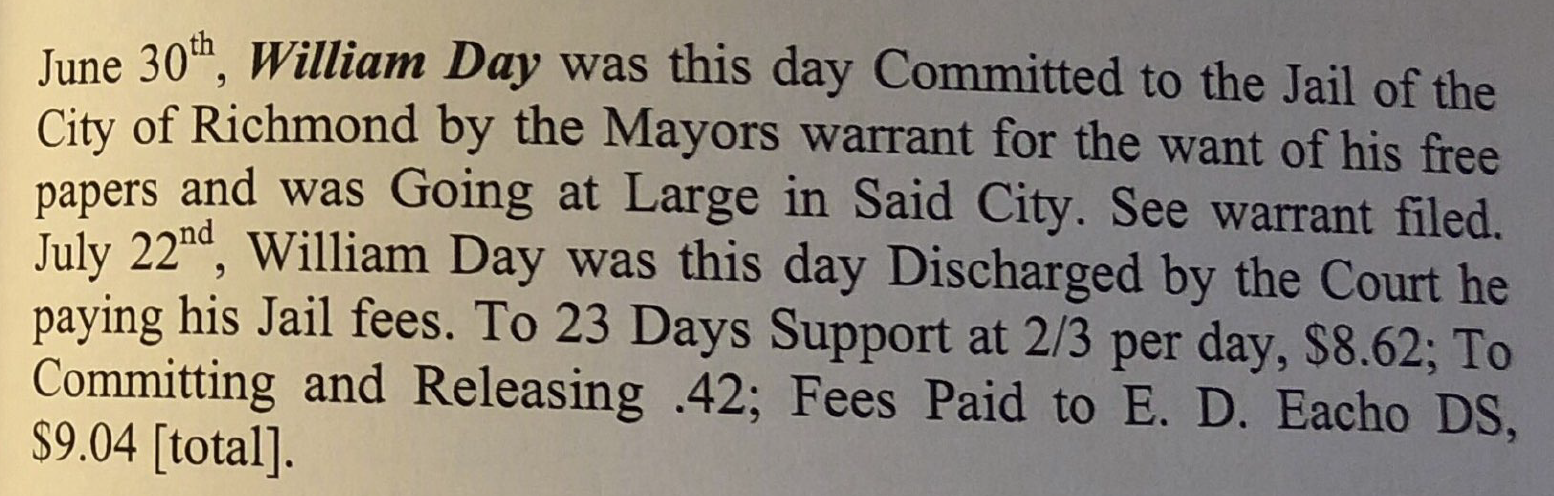 June 30th, William Day was this day Committed to the Jail of the
City of Richmond by the Mayors warrant for the want of his free
papers and was Going at Large in Said City. See warrant filed.
July 22nd, William Day was this day Discharged by the Court he
paying his Jail fees. To 23 Days Support at 2/3 per day, $8.62; To
Committing and Releasing .42; Fees Paid to E. D. Eacho DS,
$9.04 [total].